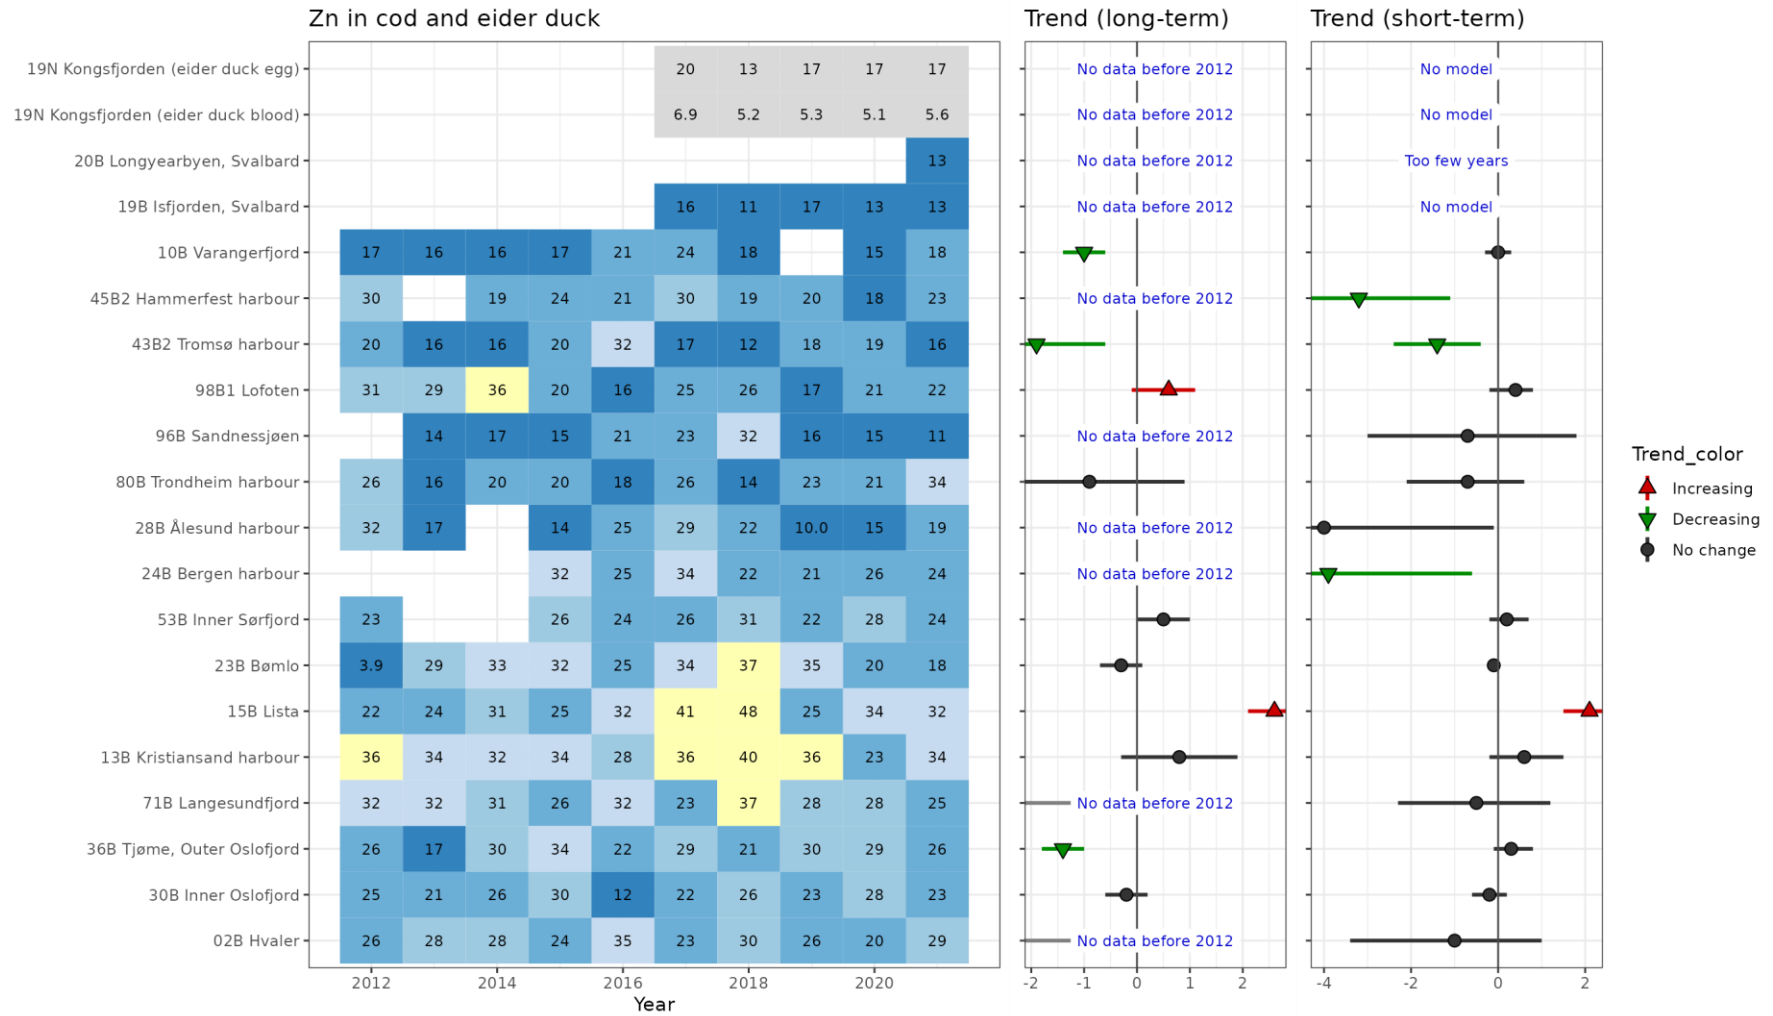 Zn in cod and eider duck
Trend (long-term)
Trend (short-term)
19N Kongsfjorden (eider duck egg) 20 13 17 17 17 No data before 2012 No model
19N Kongsfjorden (eider duck blood) 6.9 5.2 5.3 5.1 5.6 No data before 2012 No model
20B Longyearbyen, Svalbard 13 No data before 2012 Too few years
19B Isfjorden, Svalbard 16 11 17 13 13 No data before 2012 No model
10B Varangerfjord 17 16 16 17 21 24 18 15 18
45B2 Hammerfest harbour 30 19 24 21 30 19 20 18 23 No data before 2012
43B2 Tromsø harbour 20 16 16 20 32 17 12 18 19 16
98B1 Lofoten 31 29 36 20 16 25 26 17 21 22
96B Sandnessjøen 14 17 15 21 23 32 16 15 11 No data before 2012
80B Trondheim harbour 26 16 20 20 18 26 14 23 21 34
28B Ålesund harbour 32 17 14 25 29 22 10.0 15 19 No data before 2012
24B Bergen harbour 32 25 34 22 21 26 24 No data before 2012
53B Inner Sørfjord 23 26 24 26 31 22 28 24
23B Bømlo 3.9 29 33 32 25 34 37 35 20 18
15B Lista 22 24 31 25 32 41 48 25 34 32
13B Kristiansand harbour 36 34 32 34 28 36 40 36 23 34
71B Langesundfjord 32 32 31 26 32 23 37 28 28 25 No data before 2012
36B Tjøme, Outer Oslofjord 26 17 30 34 22 29 21 30 29 26
30B Inner Oslofjord 25 21 26 30 12 22 26 23 28 23
02B Hvaler 26 28 28 24 35 23 30 26 20 29 No data before 2012
2012 2014 2016 2018 2020
Year
-2 -1 0 1 2
-4 -2 0 2
Trend_color
Increasing
Decreasing
No change